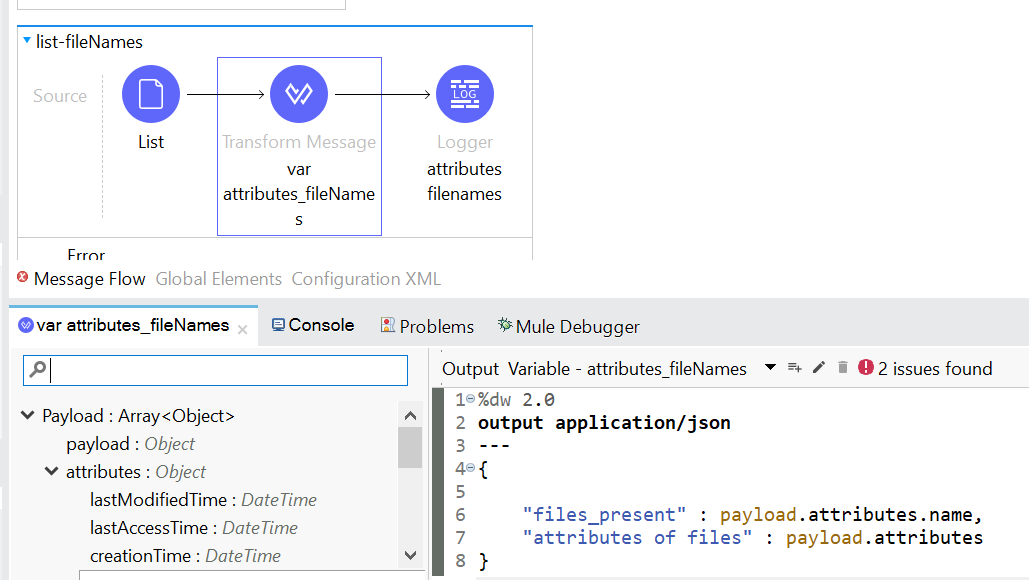 list-fileNames
Source
LOG
List
Transform Message
Logger
var
attributes_fileName
s
attributes
filenames
Error
Message Flow Global Elements Configuration XML
var attributes_fileNames Console Problems Mule Debugger
Output Variable - attributes_fileNames 2 issues found
Payload : Array<Object>
payload : Object
attributes : Object
lastModifiedTime : DateTime
lastAccessTime : DateTime
creationTime : DateTime
1 %dw 2.0
2 output application/json
3 ---
4 {
5
6 "files_present" : payload.attributes.name,
7 "attributes of files" : payload.attributes
8 }